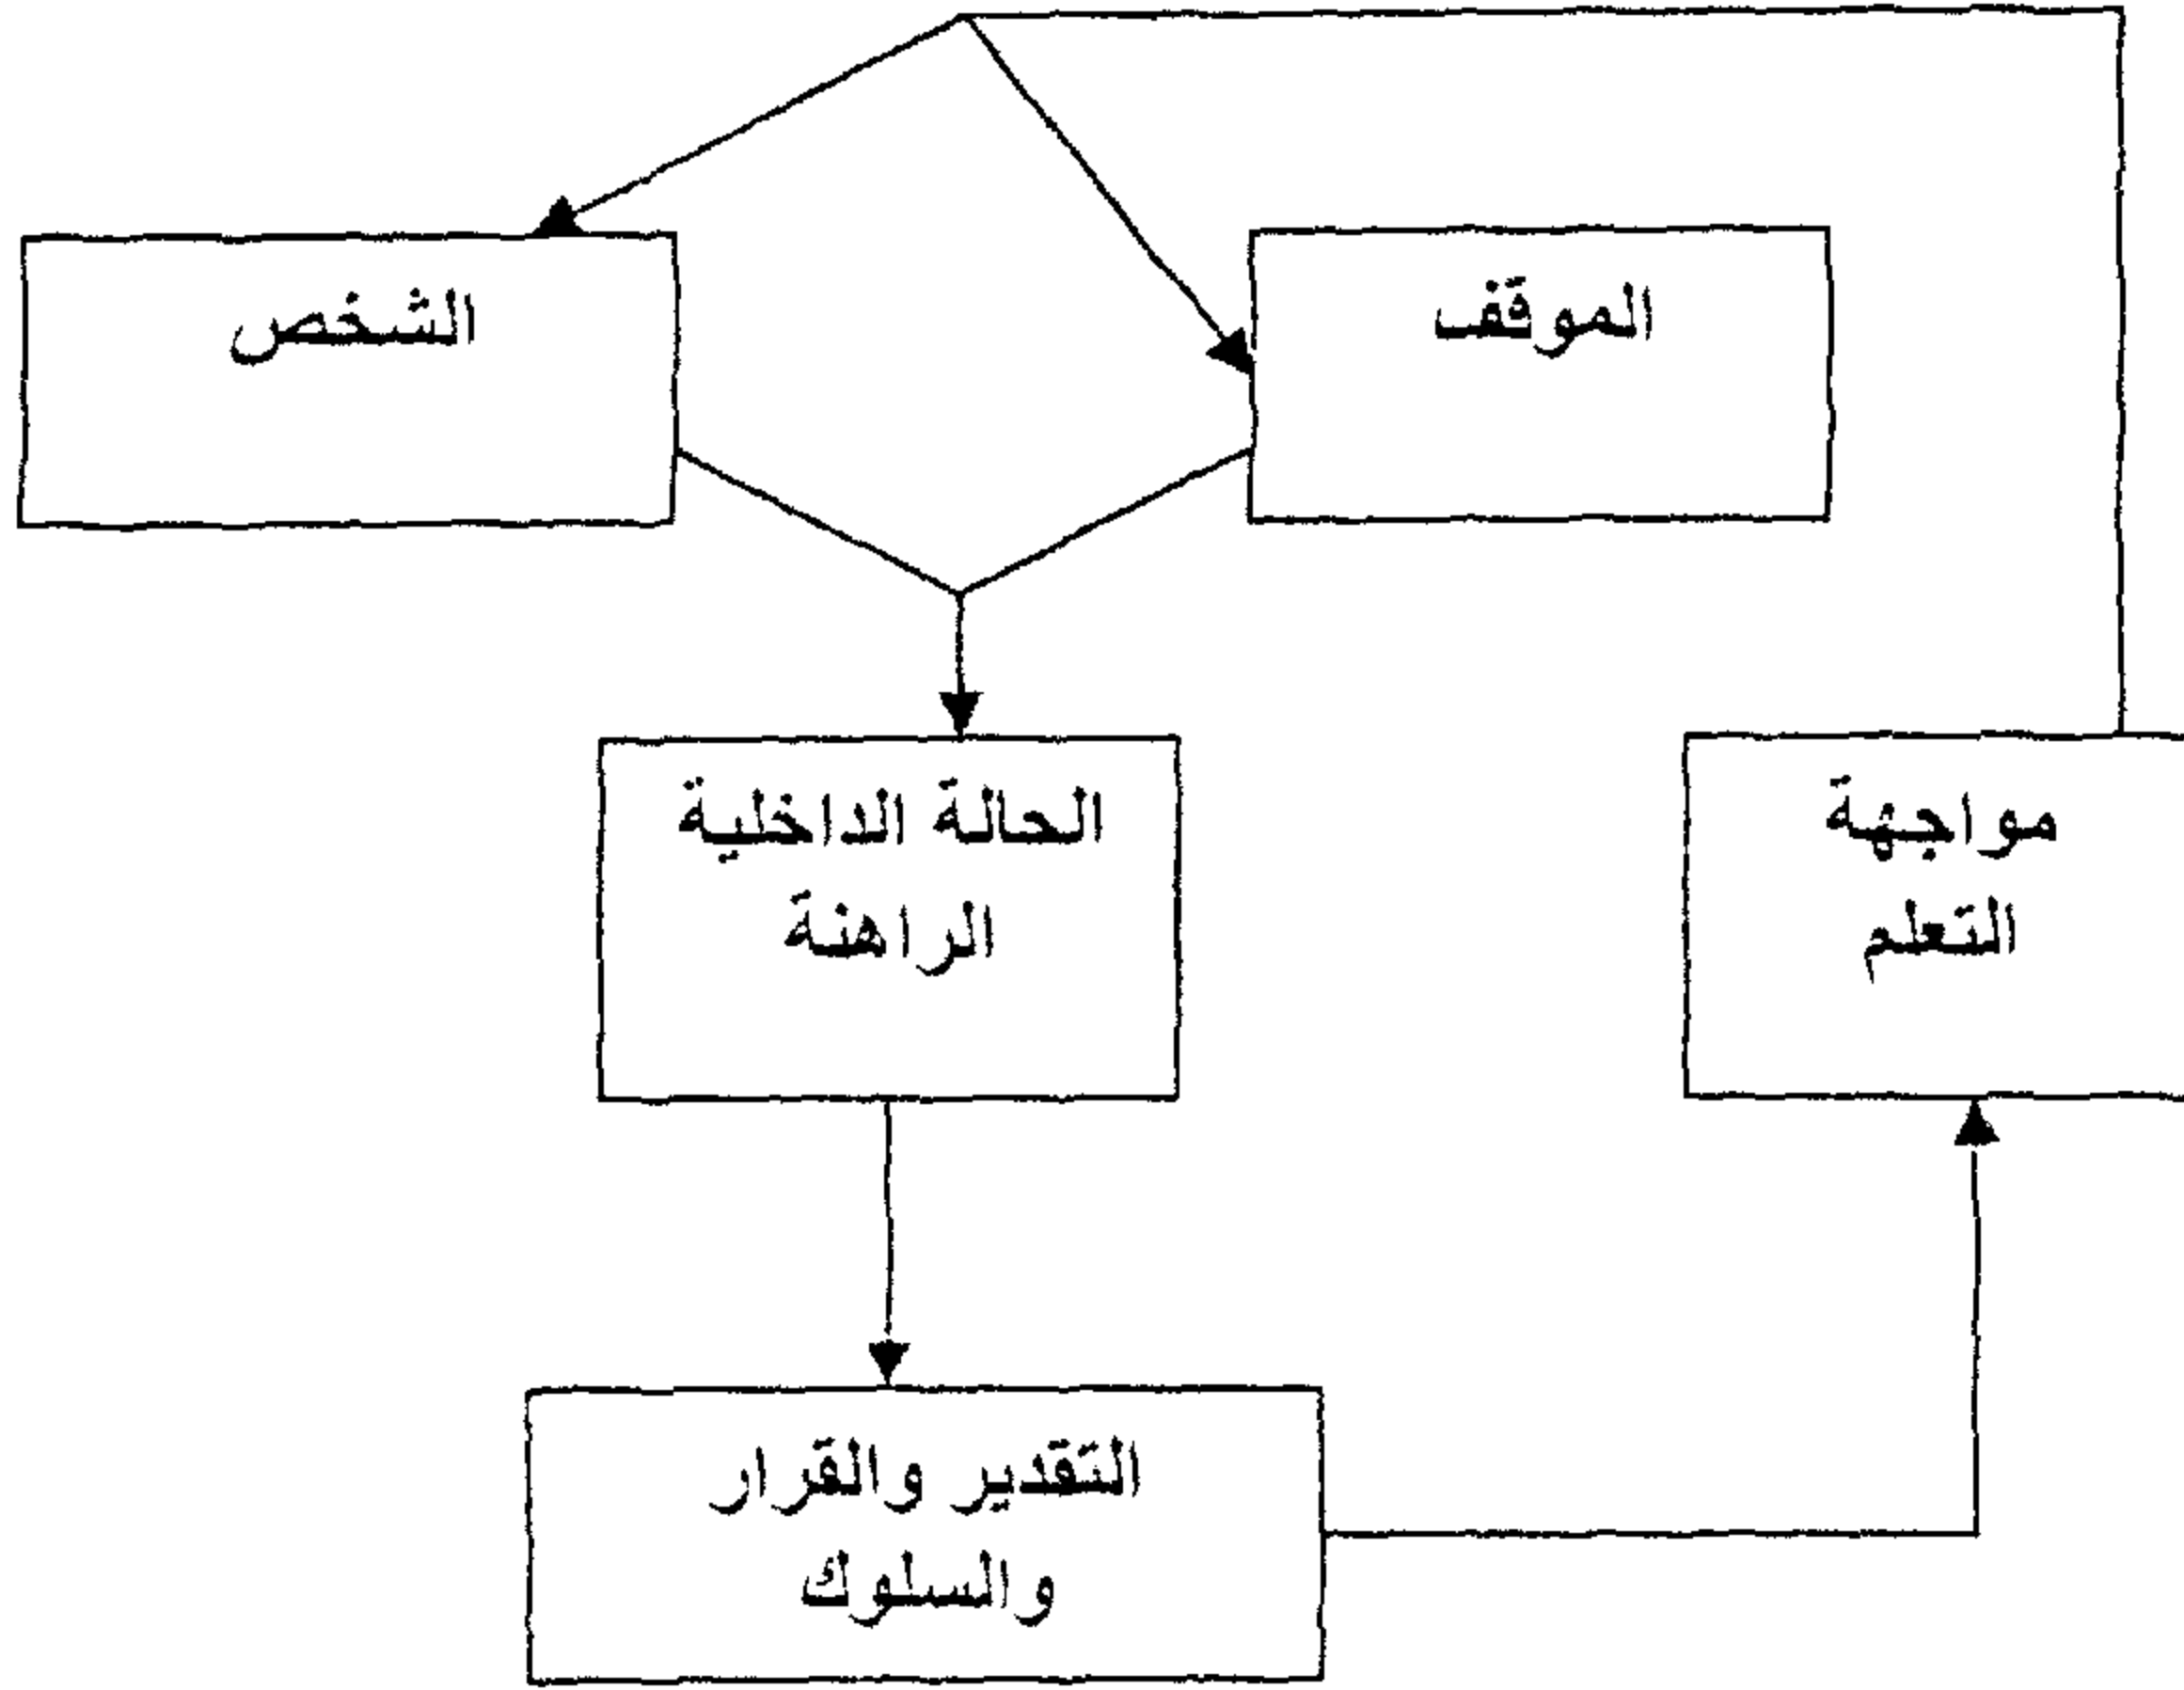 الموقف
الشخص
الحالة الداخلية
الراهنة
مواجهة
التعلم
التقدير والقرار
والسلوك